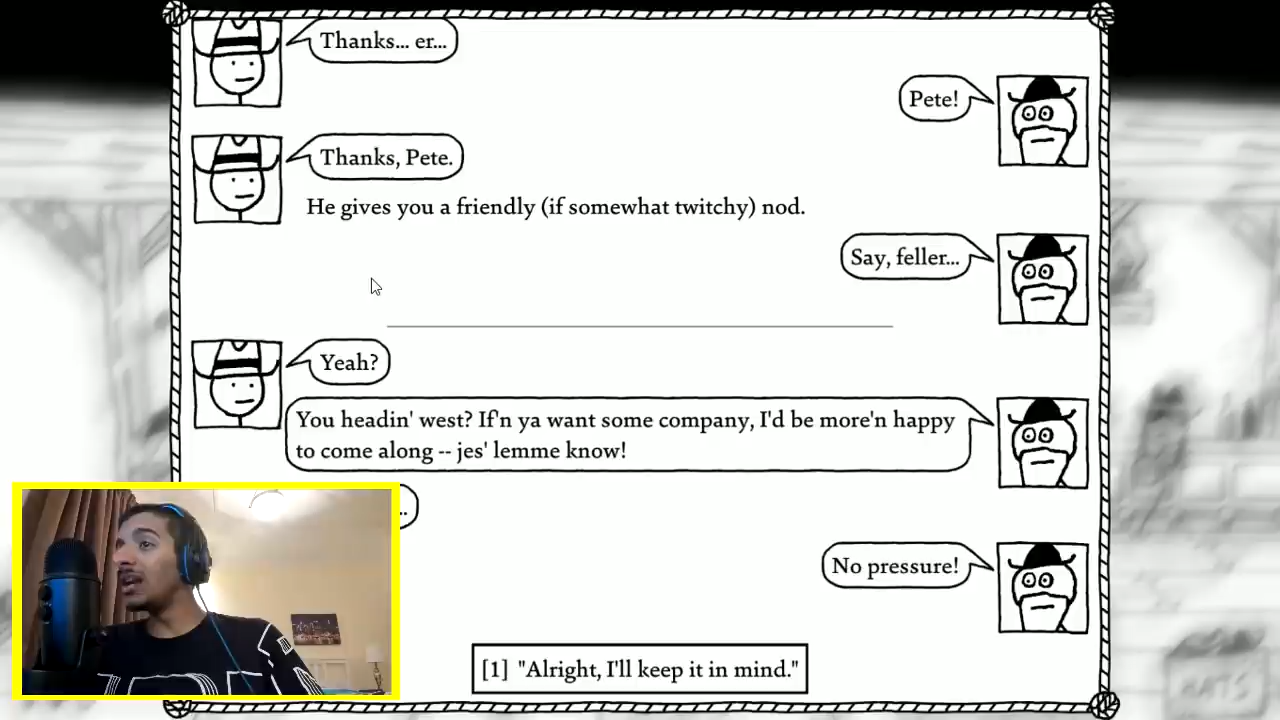 Thanks... er...
Pete!
Thanks, Pete.
He gives you a friendly (if somewhat twitchy) nod.
Say, feller...
Yeah?
You headin' west? If'n ya want some company, I'd be more'n happy
to come along -- jes' lemme know!
..
No pressure!
[1] "Alright, I'll keep it in mind."
HATS